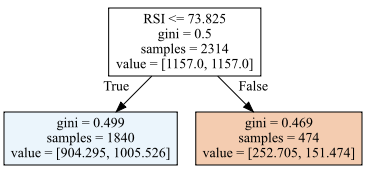 RSI <= 73.825
gini = 0.5
samples = 2314
value = [1157.0, 1157.0]
True
False
gini = 0.499
samples = 1840
value = [904.295, 1005.526]
gini = 0.469
samples = 474
value = [252.705, 151.474]